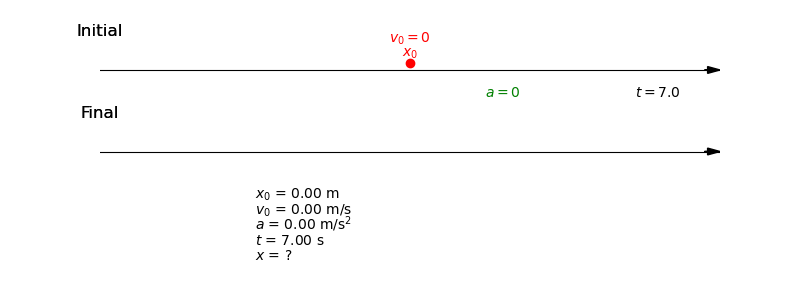 Initial
v₀ = 0
x₀
a = 0
t = 7.0
Final
x₀ = 0.00 m
v₀ = 0.00 m/s
a = 0.00 m/s²
t = 7.00 s
x = ?